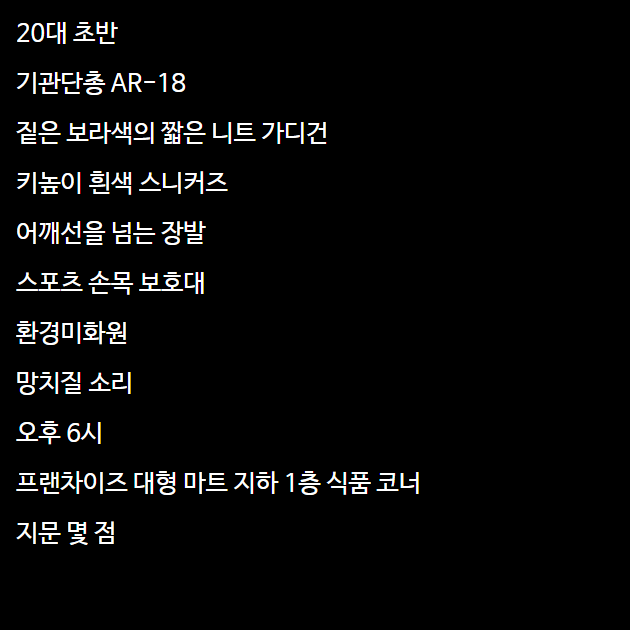 20대 초반
기관단총 AR-18
짙은 보라색의 짧은 니트 가디건
키높이 흰색 스니커즈
어깨선을 넘는 장발
스포츠 손목 보호대
환경미화원
망치질 소리
오후 6시
프랜차이즈 대형 마트 지하 1층 식품 코너
지문 몇 점